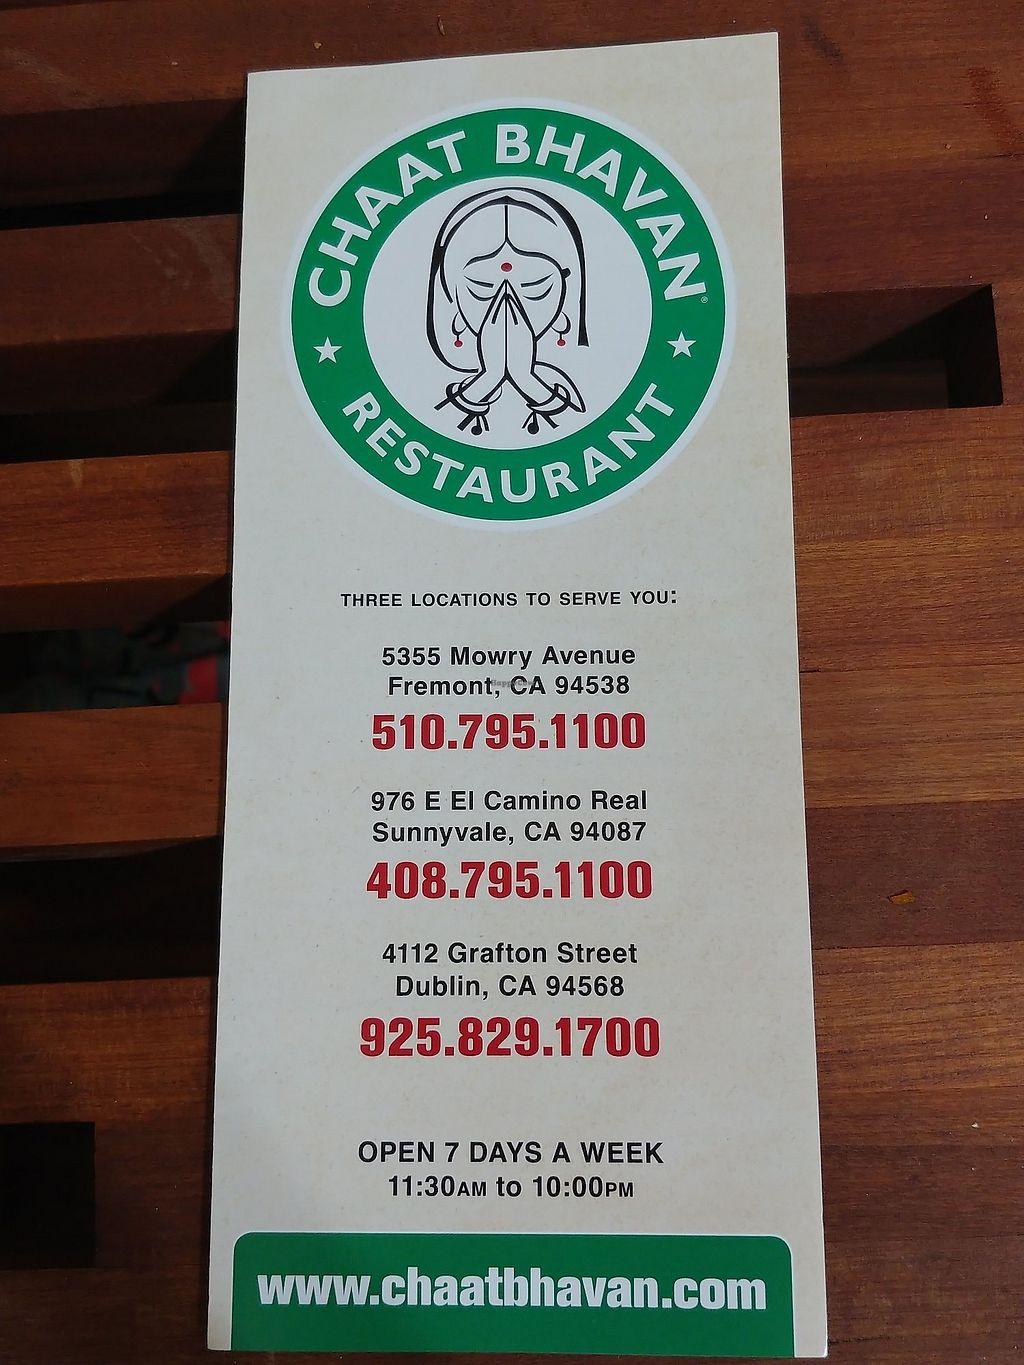 CHAAT BHAVAN®
RESTAURANT
THREE LOCATIONS TO SERVE YOU:
5355 Mowry Avenue
Fremont, CA 94538
510.795.1100
976 E El Camino Real
Sunnyvale, CA 94087
408.795.1100
4112 Grafton Street
Dublin, CA 94568
925.829.1700
OPEN 7 DAYS A WEEK
11:30AM to 10:00PM
www.chaatbhavan.com